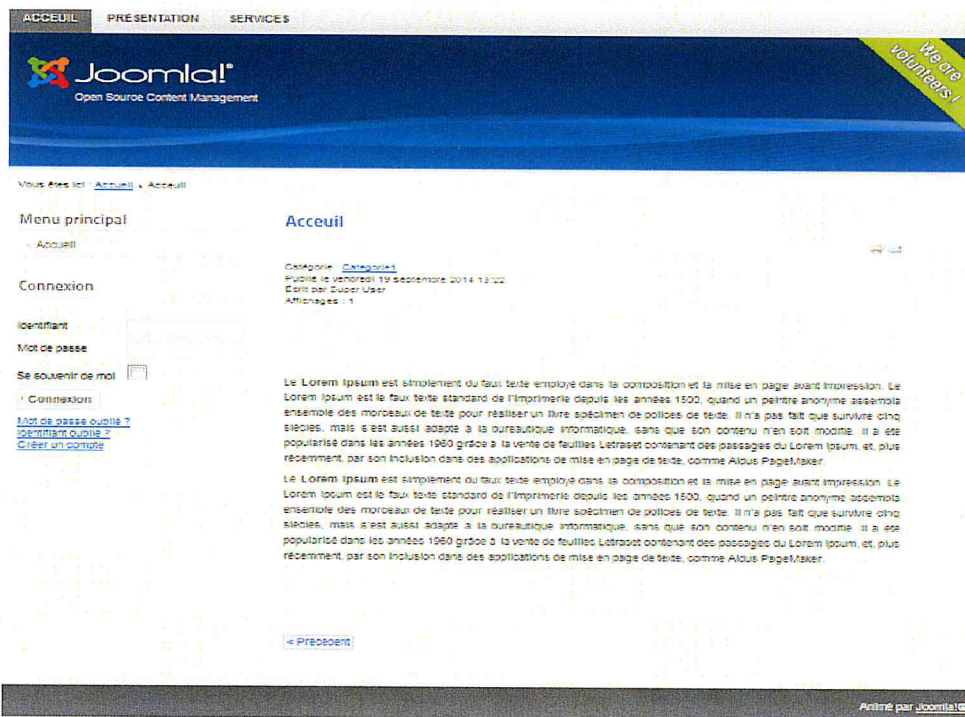 ACCEUIL PRÉSENTATION SERVICES
Joomla!®
Open Source Content Management
We are
volunteers !
Vous êtes ici : Accueil ▸ Acceuil
Menu principal
Accueil
Connexion
Identifiant
Mot de passe
Se souvenir de moi
Connexion
Mot de passe oublié ?
Identifiant oublié ?
Créer un compte
Acceuil
Catégorie : Catégorie1
Publié le vendredi 19 septembre 2014 13:22
Écrit par Super User
Affichages : 1
Le Lorem Ipsum est simplement du faux texte employé dans la composition et la mise en page avant impression. Le
Lorem Ipsum est le faux texte standard de l'imprimerie depuis les années 1500, quand un peintre anonyme assembla
ensemble des morceaux de texte pour réaliser un livre spécimen de polices de texte. Il n'a pas fait que survivre cinq
siècles, mais s'est aussi adapté à la bureautique informatique, sans que son contenu n'en soit modifié. Il a été
popularisé dans les années 1960 grâce à la vente de feuilles Letraset contenant des passages du Lorem Ipsum, et, plus
récemment, par son inclusion dans des applications de mise en page de texte, comme Aldus PageMaker.
Le Lorem Ipsum est simplement du faux texte employé dans la composition et la mise en page avant impression. Le
Lorem Ipsum est le faux texte standard de l'imprimerie depuis les années 1500, quand un peintre anonyme assembla
ensemble des morceaux de texte pour réaliser un livre spécimen de polices de texte. Il n'a pas fait que survivre cinq
siècles, mais s'est aussi adapté à la bureautique informatique, sans que son contenu n'en soit modifié. Il a été
popularisé dans les années 1960 grâce à la vente de feuilles Letraset contenant des passages du Lorem Ipsum, et, plus
récemment, par son inclusion dans des applications de mise en page de texte, comme Aldus PageMaker.
< Précédent
Animé par Joomla!®